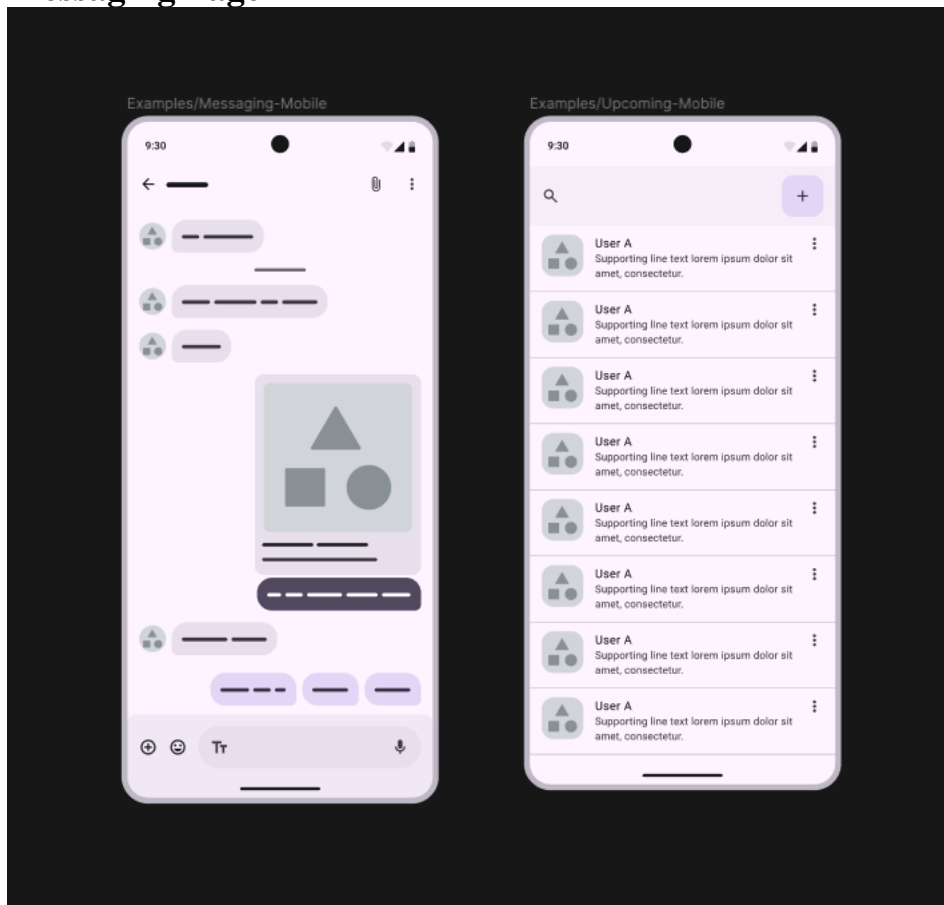 Examples/Messaging-Mobile
9:30
Tт
Examples/Upcoming-Mobile
9:30
User A
Supporting line text lorem ipsum dolor sit
amet, consectetur.
User A
Supporting line text lorem ipsum dolor sit
amet, consectetur.
User A
Supporting line text lorem ipsum dolor sit
amet, consectetur.
User A
Supporting line text lorem ipsum dolor sit
amet, consectetur.
User A
Supporting line text lorem ipsum dolor sit
amet, consectetur.
User A
Supporting line text lorem ipsum dolor sit
amet, consectetur.
User A
Supporting line text lorem ipsum dolor sit
amet, consectetur.
User A
Supporting line text lorem ipsum dolor sit
amet, consectetur.